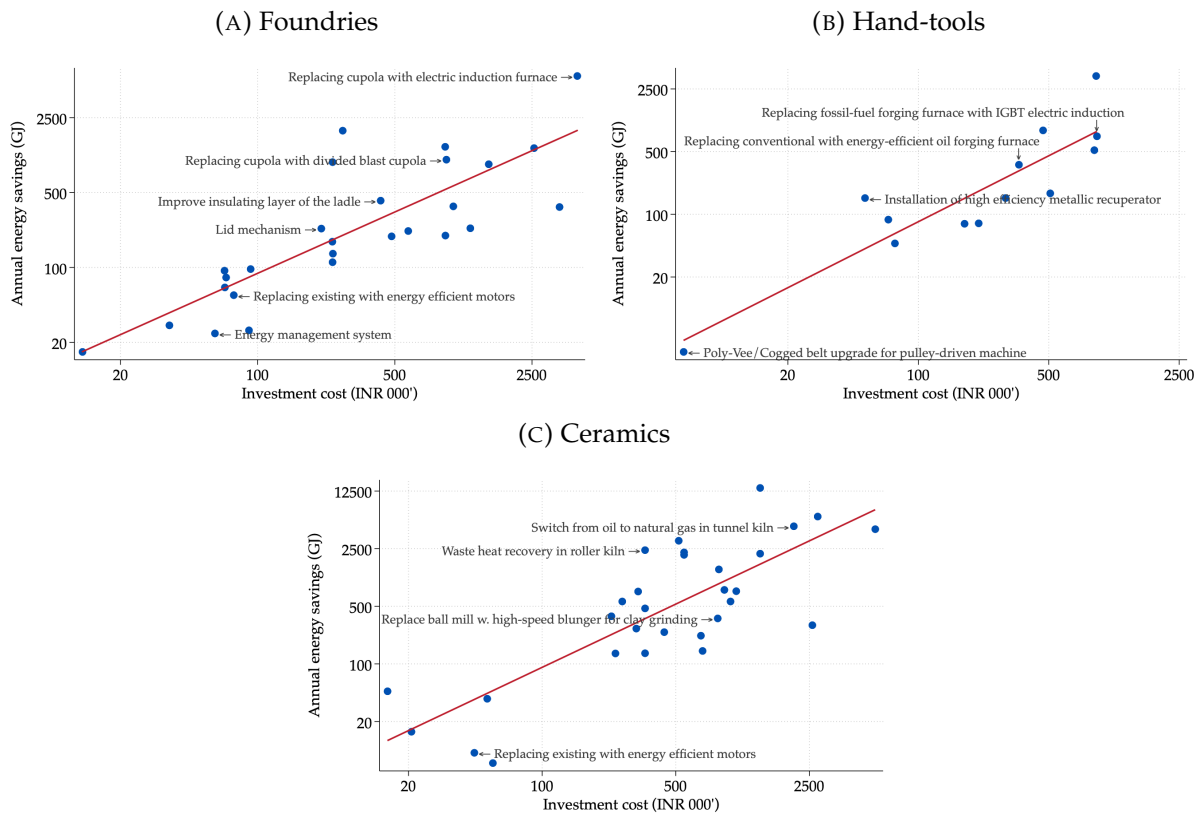 (A) Foundries
Annual energy savings (GJ)
2500
500
100
20
Replacing cupola with electric induction furnace
Replacing cupola with divided blast cupola
Improve insulating layer of the ladle
Lid mechanism
Replacing existing with energy efficient motors
Energy management system
20 100 500 2500
Investment cost (INR 000')
(B) Hand-tools
Annual energy savings (GJ)
2500
500
100
20
Replacing fossil-fuel forging furnace with IGBT electric induction
Replacing conventional with energy-efficient oil forging furnace
Installation of high efficiency metallic recuperator
Poly-Vee/Cogged belt upgrade for pulley-driven machine
20 100 500 2500
Investment cost (INR 000')
(C) Ceramics
Annual energy savings (GJ)
12500
2500
500
100
20
Switch from oil to natural gas in tunnel kiln
Waste heat recovery in roller kiln
Replace ball mill w. high-speed blunger for clay grinding
Replacing existing with energy efficient motors
20 100 500 2500
Investment cost (INR 000')